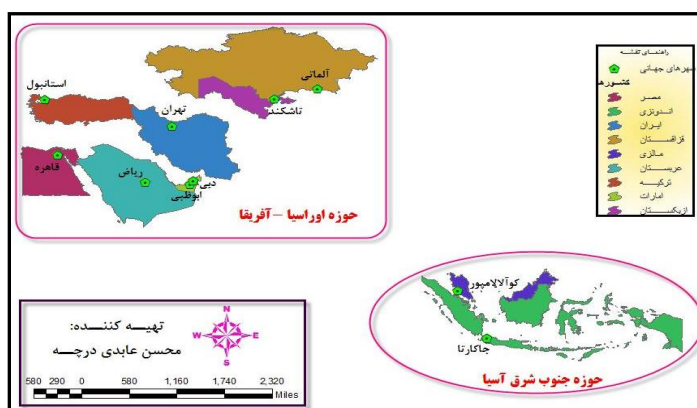 استانبول
آلماتی
تهران
تاشکند
قاهره
ریاض
دبی
ابوظبی
حوزه اوراسیا – آفریقا
راهنمای نقشه
شهرهای جهانی
کشورها
مصر
اندونزی
ایران
قزاقستان
مالزی
عربستان
ترکیه
امارات
ازبکستان
کوآلالامپور
جاکارتا
حوزه جنوب شرق آسیا
تهیه کننده:
محسن عابدی درچه
N
W E
S
580 290 0 580 1,160 1,740 2,320
Miles